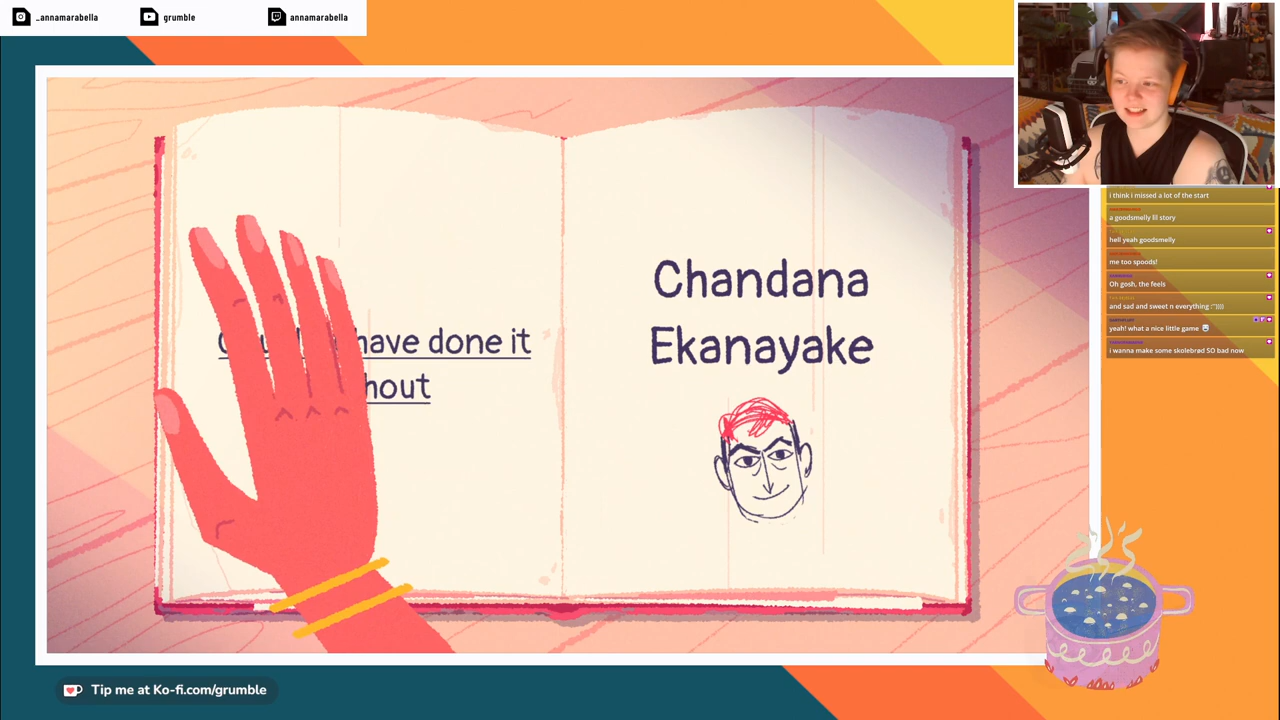 _annamarabella
grumble
annamarabella
have done it
hout
Chandana
Ekanayake
i think i missed a lot of the start
a goodsmelly lil story
hell yeah goodsmelly
me too spoods!
Oh gosh, the feels
and sad and sweet n everything :'))))
yeah! what a nice little game
i wanna make some skolebrød SO bad now
Tip me at Ko-fi.com/grumble